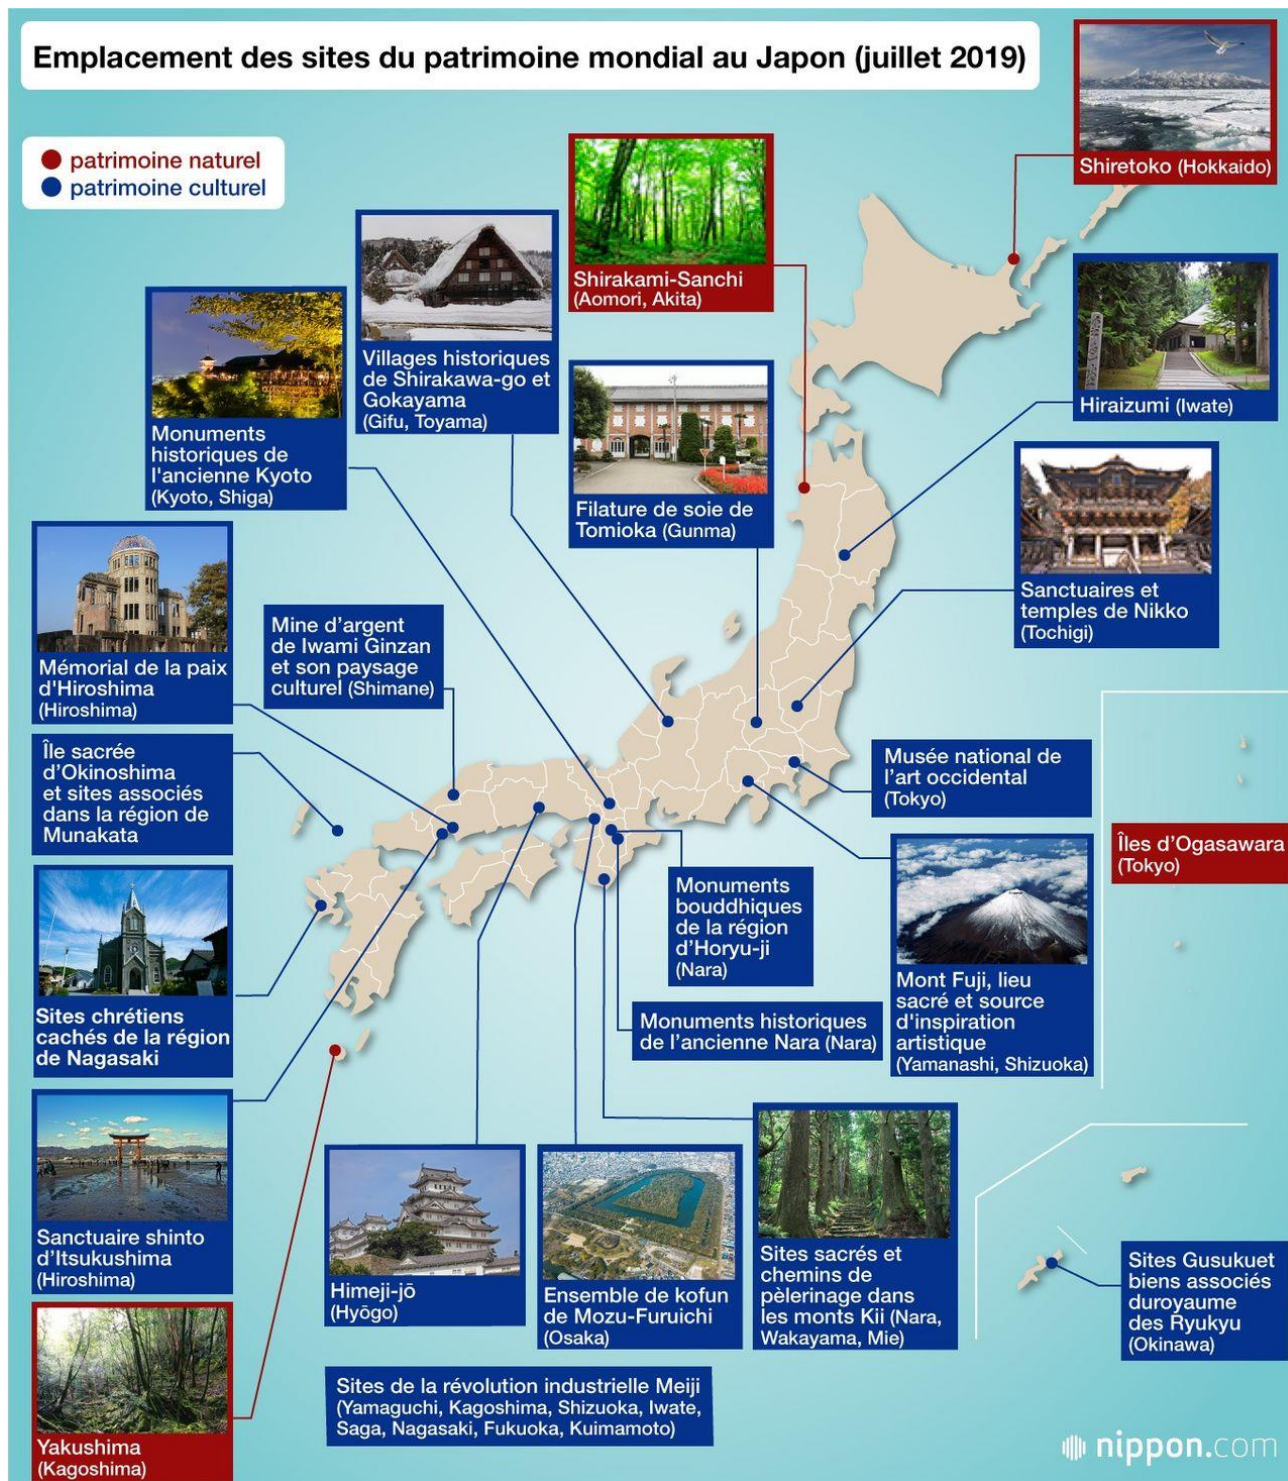 Emplacement des sites du patrimoine mondial au Japon (juillet 2019)
patrimoine naturel
patrimoine culturel
Shiretoko (Hokkaido)
Shirakami-Sanchi
(Aomori, Akita)
Villages historiques
de Shirakawa-go et
Gokayama
(Gifu, Toyama)
Hiraizumi (Iwate)
Monuments
historiques de
l'ancienne Kyoto
(Kyoto, Shiga)
Filature de soie de
Tomioka (Gunma)
Sanctuaires et
temples de Nikko
(Tochigi)
Mémorial de la paix
d'Hiroshima
(Hiroshima)
Mine d'argent
de Iwami Ginzan
et son paysage
culturel (Shimane)
Île sacrée
d'Okinoshima
et sites associés
dans la région de
Munakata
Musée national de
l'art occidental
(Tokyo)
Îles d'Ogasawara
(Tokyo)
Monuments
bouddhiques
de la région
d'Horyu-ji
(Nara)
Mont Fuji, lieu
sacré et source
d'inspiration
artistique
(Yamanashi, Shizuoka)
Sites chrétiens
cachés de la région
de Nagasaki
Monuments historiques
de l'ancienne Nara (Nara)
Sanctuaire shinto
d'Itsukushima
(Hiroshima)
Himeji-jō
(Hyōgo)
Ensemble de kofun
de Mozu-Furuichi
(Osaka)
Sites sacrés et
chemins de
pèlerinage dans
les monts Kii (Nara,
Wakayama, Mie)
Sites Gusukuet
biens associés
duroyaume
des Ryukyu
(Okinawa)
Sites de la révolution industrielle Meiji
(Yamaguchi, Kagoshima, Shizuoka, Iwate,
Saga, Nagasaki, Fukuoka, Kuimamoto)
Yakushima
(Kagoshima)
nippon.com